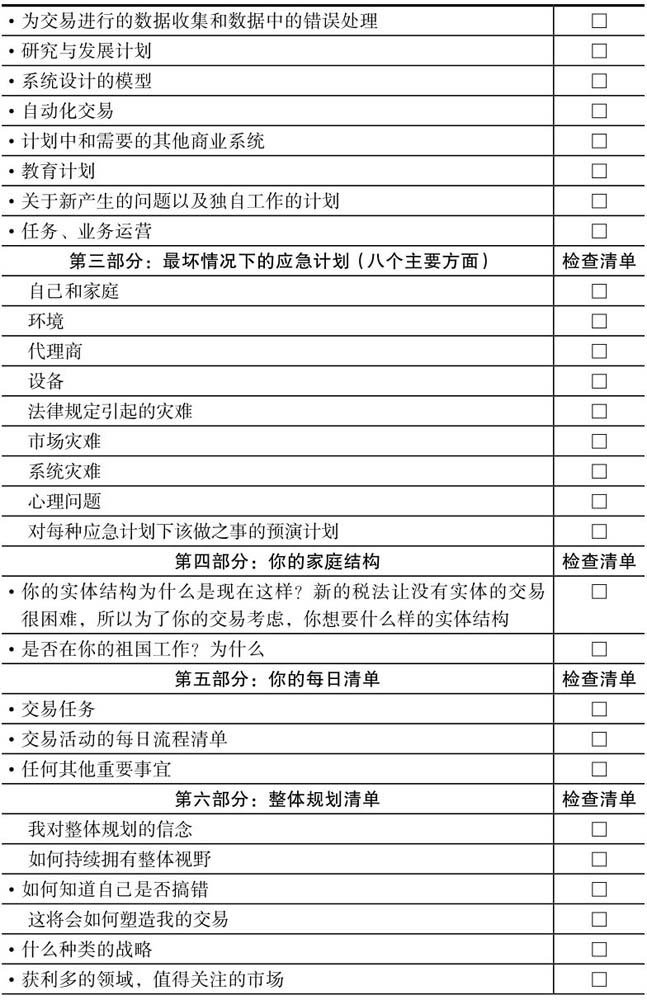 •为交易进行的数据收集和数据中的错误处理 □
•研究与发展计划 □
•系统设计的模型 □
•自动化交易 □
•计划中和需要的其他商业系统 □
•教育计划 □
•关于新产生的问题以及独自工作的计划 □
•任务、业务运营 □
第三部分：最坏情况下的应急计划（八个主要方面） 检查清单
自己和家庭 □
环境 □
代理商 □
设备 □
法律规定引起的灾难 □
市场灾难 □
系统灾难 □
心理问题 □
对每种应急计划下该做之事的预演计划 □
第四部分：你的家庭结构 检查清单
•你的实体结构为什么是现在这样？新的税法让没有实体的交易 □
很困难，所以为了你的交易考虑，你想要什么样的实体结构
•是否在你的祖国工作？为什么 □
第五部分：你的每日清单 检查清单
•交易任务 □
•交易活动的每日流程清单 □
•任何其他重要事宜 □
第六部分：整体规划清单 检查清单
我对整体规划的信念 □
如何持续拥有整体视野 □
•如何知道自己是否搞错 □
这将会如何塑造我的交易 □
•什么种类的战略 □
•获利多的领域，值得关注的市场 □